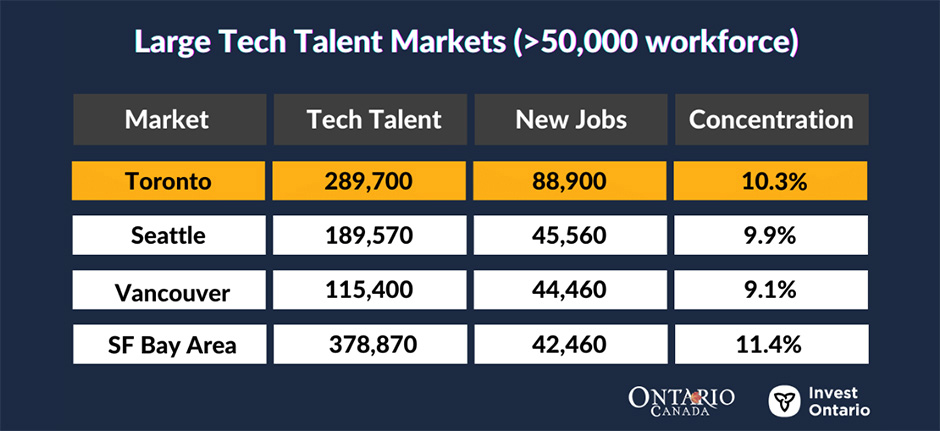 Large Tech Talent Markets (>50,000 workforce)
Market Tech Talent New Jobs Concentration
Toronto 289,700 88,900 10.3%
Seattle 189,570 45,560 9.9%
Vancouver 115,400 44,460 9.1%
SF Bay Area 378,870 42,460 11.4%
ONTARIO
CANADA
Invest
Ontario